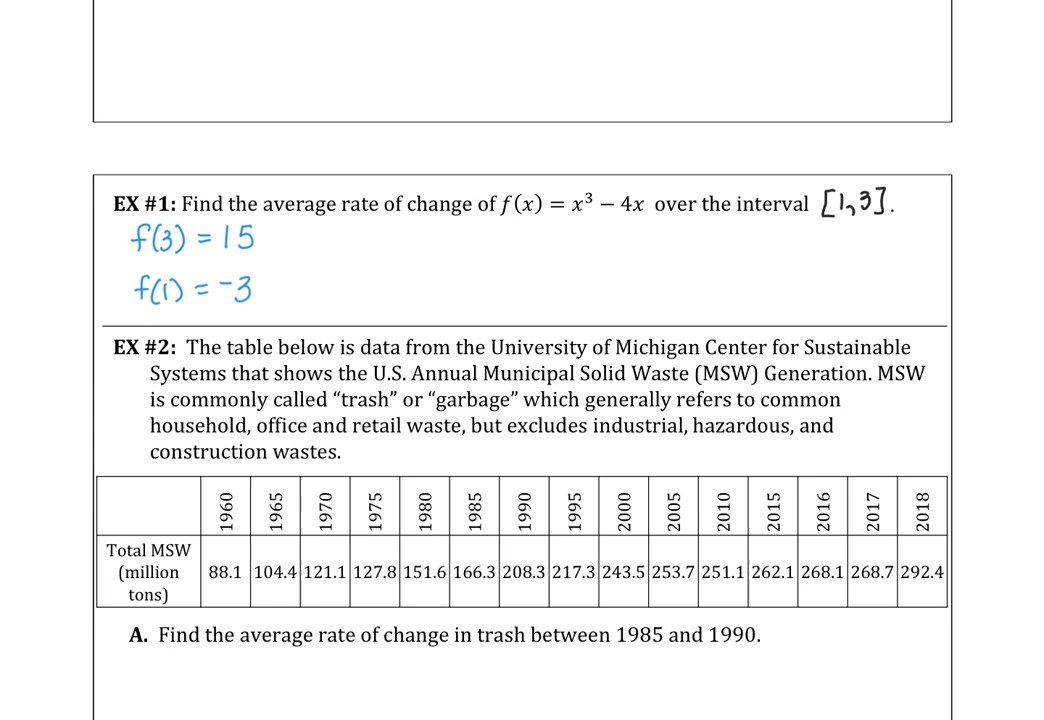 EX #1: Find the average rate of change of f(x) = x³ − 4x over the interval [1,3].
f(3) = 15
f(1) = -3
EX #2: The table below is data from the University of Michigan Center for Sustainable
Systems that shows the U.S. Annual Municipal Solid Waste (MSW) Generation. MSW
is commonly called “trash” or “garbage” which generally refers to common
household, office and retail waste, but excludes industrial, hazardous, and
construction wastes.
1960 1965 1970 1975 1980 1985 1990 1995 2000 2005 2010 2015 2016 2017 2018
Total MSW
(million 88.1 104.4 121.1 127.8 151.6 166.3 208.3 217.3 243.5 253.7 251.1 262.1 268.1 268.7 292.4
tons)
A. Find the average rate of change in trash between 1985 and 1990.